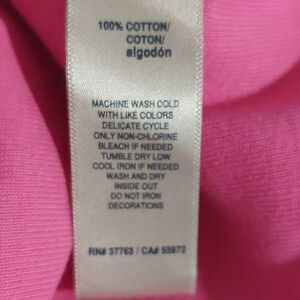 100% COTTON/
COTON/
algodón
MACHINE WASH COLD
WITH LIKE COLORS
DELICATE CYCLE
ONLY NON-CHLORINE
BLEACH IF NEEDED
TUMBLE DRY LOW
COOL IRON IF NEEDED
WASH AND DRY
INSIDE OUT
DO NOT IRON
DECORATIONS
RN# 37763 / CA#